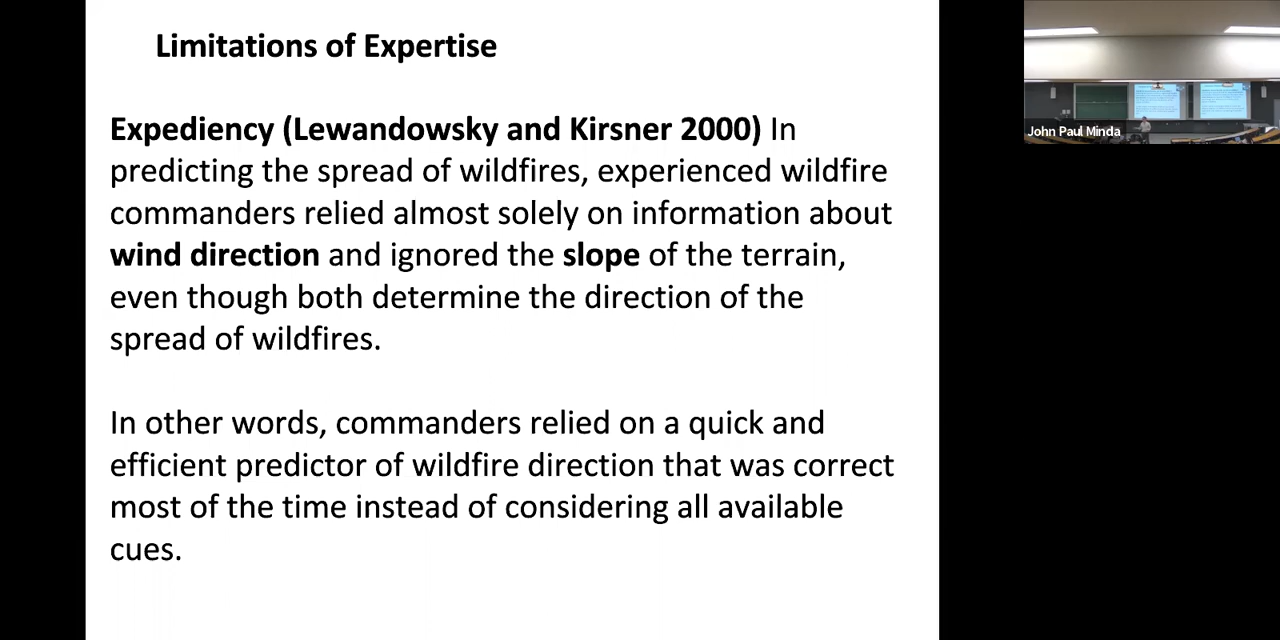 Limitations of Expertise
Expediency (Lewandowsky and Kirsner 2000) In
predicting the spread of wildfires, experienced wildfire
commanders relied almost solely on information about
wind direction and ignored the slope of the terrain,
even though both determine the direction of the
spread of wildfires.
In other words, commanders relied on a quick and
efficient predictor of wildfire direction that was correct
most of the time instead of considering all available
cues.
John Paul Minda